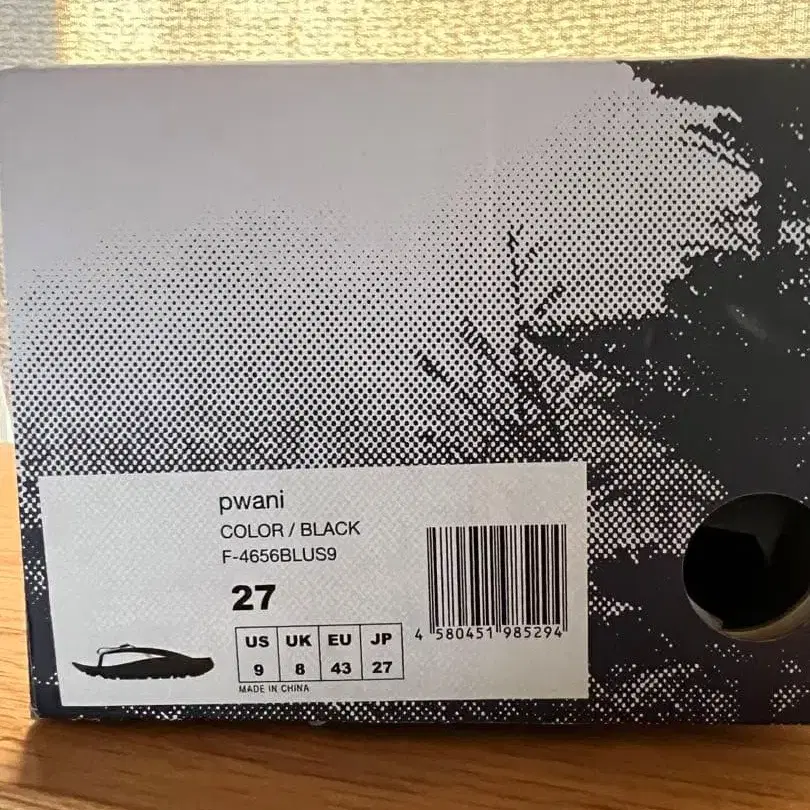 pwani
COLOR / BLACK
F-4656BLUS9
27
US UK EU JP
9 8 43 27
MADE IN CHINA
4 580451 985294